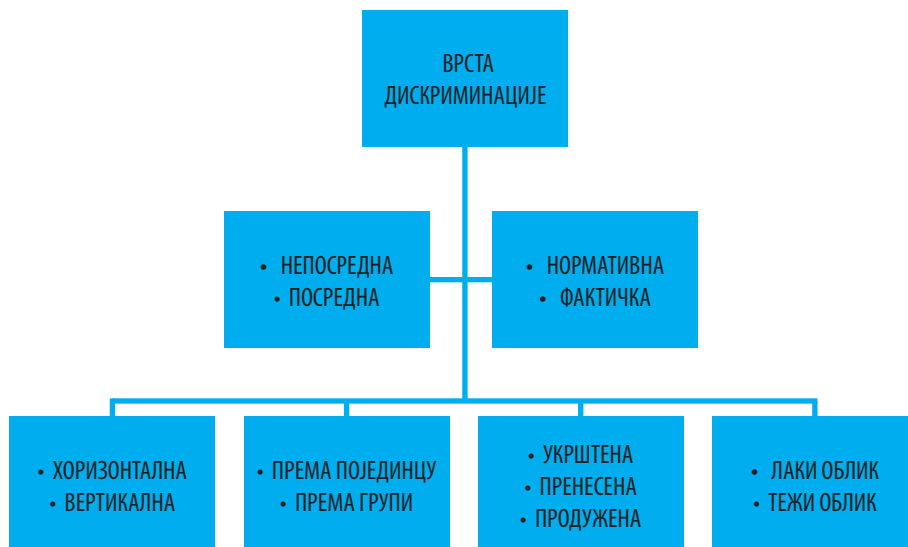 ВРСТА
ДИСКРИМИНАЦИЈЕ
• НЕПОСРЕДНА
• ПОСРЕДНА
• НОРМАТИВНА
• ФАКТИЧКА
• ХОРИЗОНТАЛНА
• ВЕРТИКАЛНА
• ПРЕМА ПОЈЕДИНЦУ
• ПРЕМА ГРУПИ
• УКРШТЕНА
• ПРЕНЕСЕНА
• ПРОДУЖЕНА
• ЛАКИ ОБЛИК
• ТЕЖИ ОБЛИК